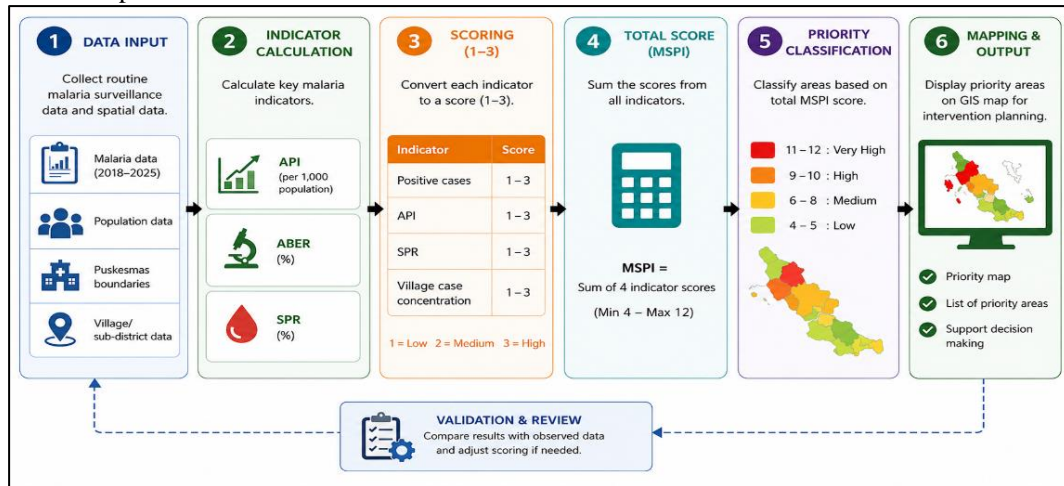 1 DATA INPUT
Collect routine
malaria surveillance
data and spatial data.
Malaria data
(2018–2025)
Population data
Puskesmas
boundaries
Village/
sub-district data
2 INDICATOR
CALCULATION
Calculate key malaria
indicators.
API
(per 1,000
population)
ABER
(%)
SPR
(%)
3 SCORING
(1–3)
Convert each indicator
to a score (1–3).
Indicator Score
Positive cases 1 – 3
API 1 – 3
SPR 1 – 3
Village case
concentration 1 – 3
1 = Low 2 = Medium 3 = High
4 TOTAL SCORE
(MSPI)
Sum the scores from
all indicators.
MSPI =
Sum of 4 indicator scores
(Min 4 – Max 12)
5 PRIORITY
CLASSIFICATION
Classify areas based on
total MSPI score.
11 – 12 : Very High
9 – 10 : High
6 – 8 : Medium
4 – 5 : Low
6 MAPPING &
OUTPUT
Display priority areas
on GIS map for
intervention planning.
Priority map
List of priority areas
Support decision
making
VALIDATION & REVIEW
Compare results with observed data
and adjust scoring if needed.